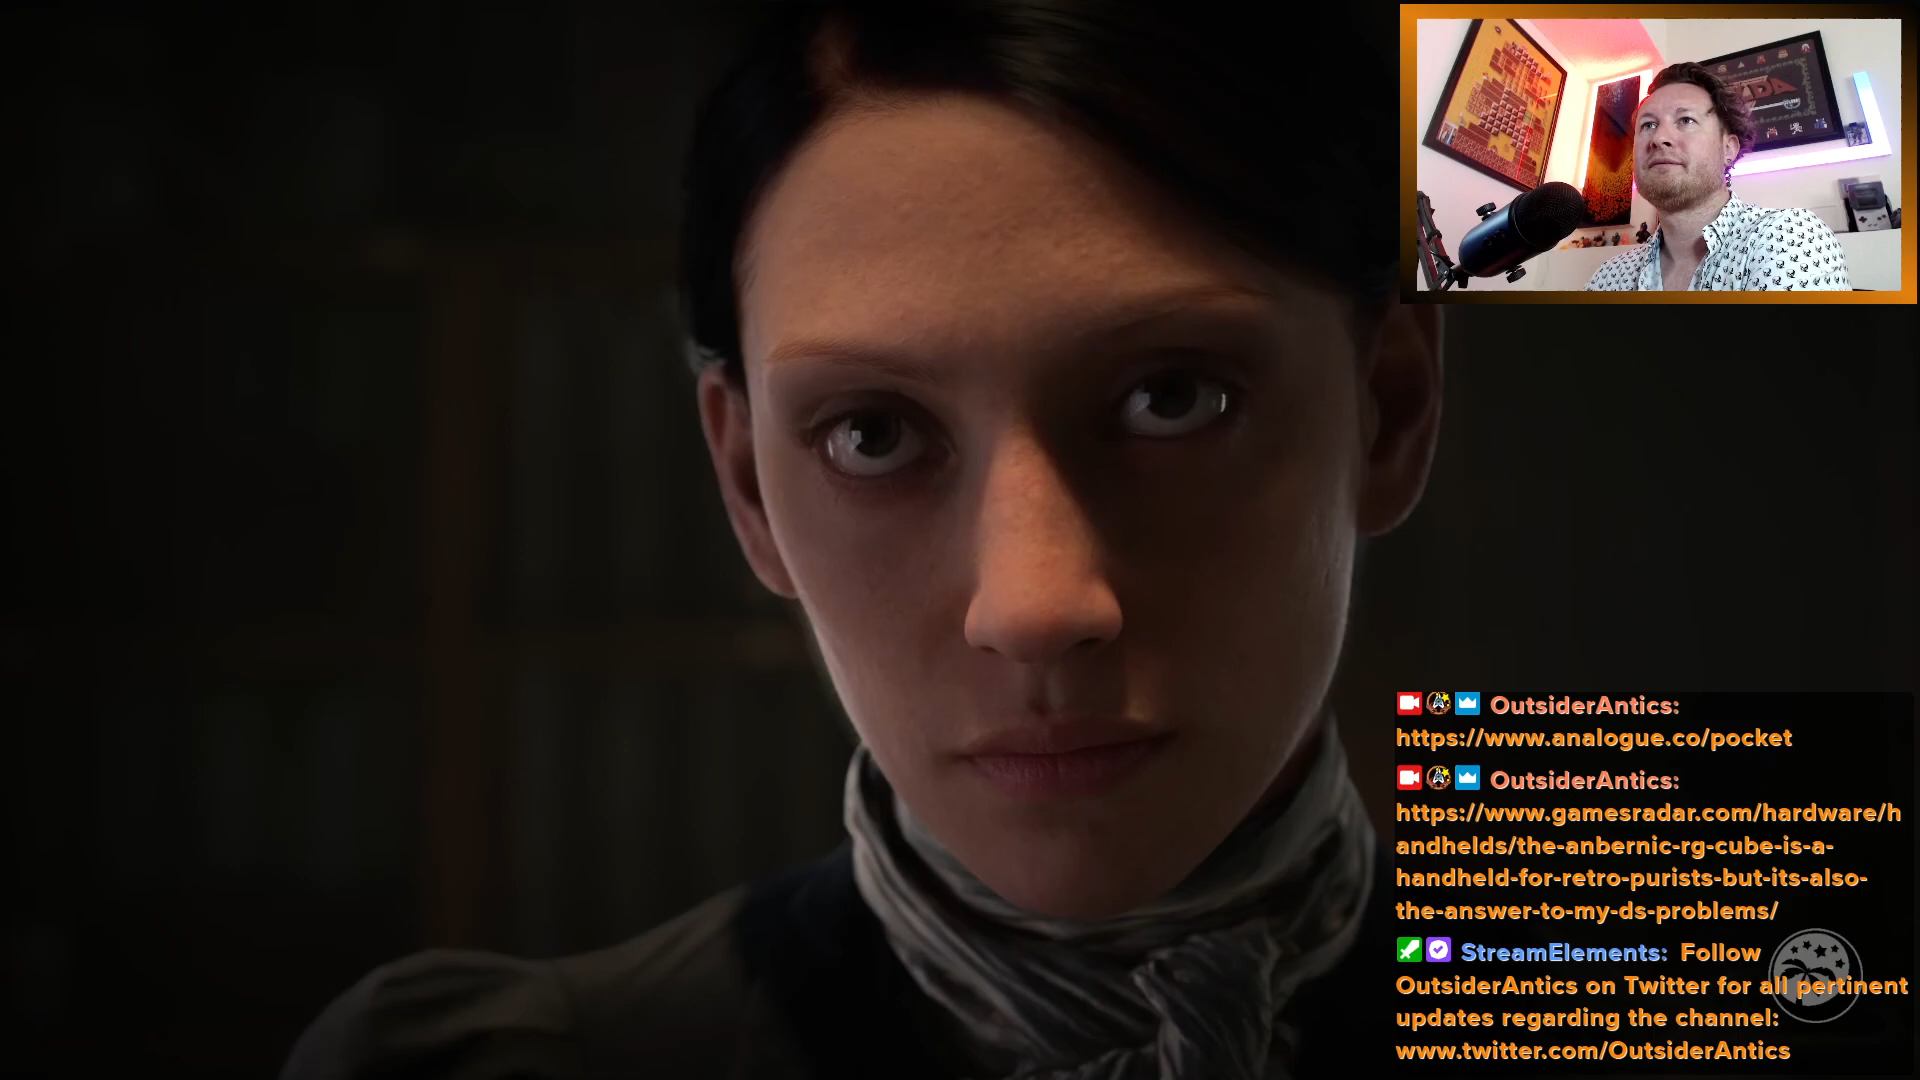 OutsiderAntics:
https://www.analogue.co/pocket
OutsiderAntics:
https://www.gamesradar.com/hardware/h
andhelds/the-anbernic-rg-cube-is-a-
handheld-for-retro-purists-but-its-also-
the-answer-to-my-ds-problems/
StreamElements: Follow
OutsiderAntics on Twitter for all pertinent
updates regarding the channel:
www.twitter.com/OutsiderAntics